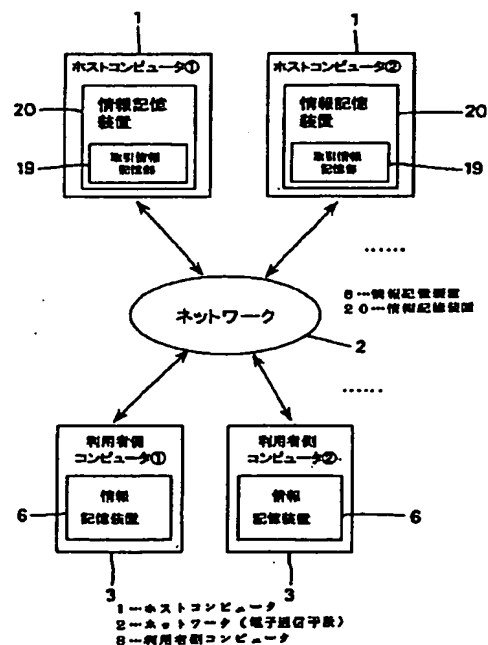 1
1
ホストコンピュータ①
ホストコンピュータ②
20
情報記憶
装置
情報記憶
装置
20
19
取引情報
記憶部
取引情報
記憶部
19
……
ネットワーク
6…情報記憶装置
20…情報記憶装置
2
……
利用者側
コンピュータ①
利用者側
コンピュータ②
6
情報
記憶装置
情報
記憶装置
6
3
3
1…ホストコンピュータ
2…ネットワーク(電子通信手段)
3…利用者側コンピュータ